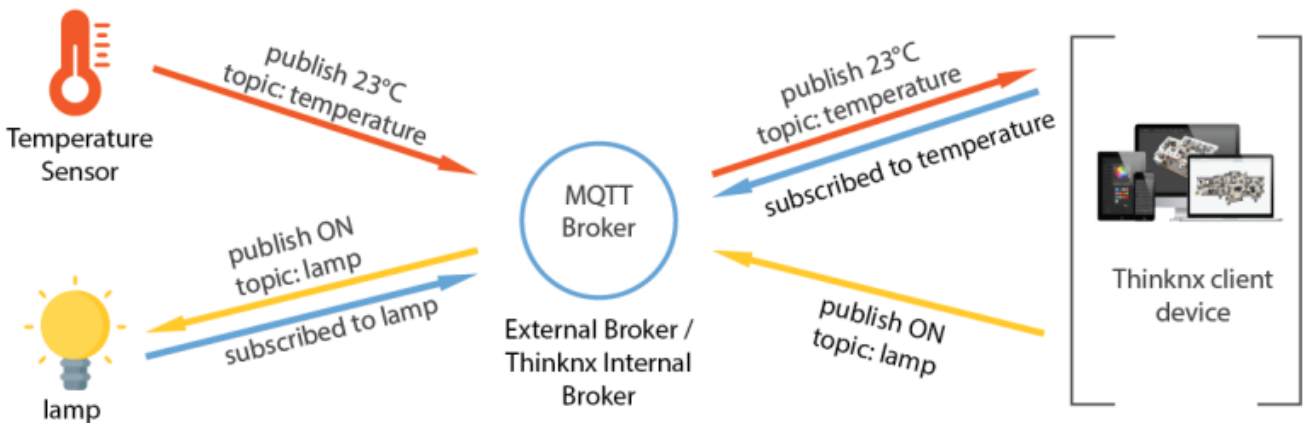 publish 23°C
topic: temperature
Temperature
Sensor
publish 23°C
topic: temperature
subscribed to temperature
MQTT
Broker
publish ON
topic: lamp
subscribed to lamp
lamp
External Broker /
Thinknx Internal
Broker
publish ON
topic: lamp
Thinknx client
device